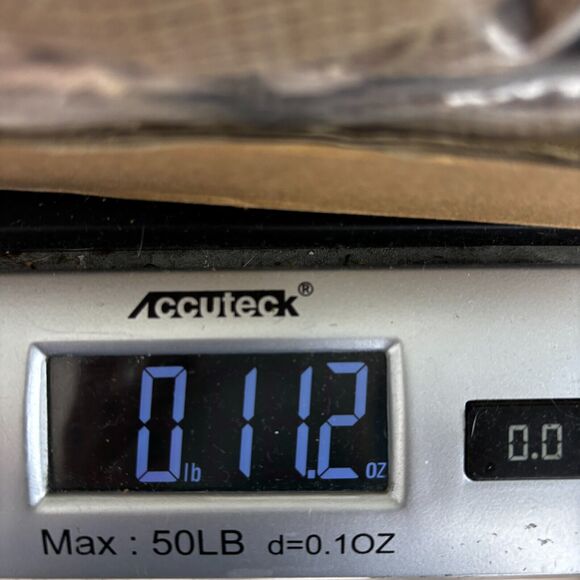 Accuteck®
0 lb 11.2 oz
0.0
Max : 50LB d=0.1OZ